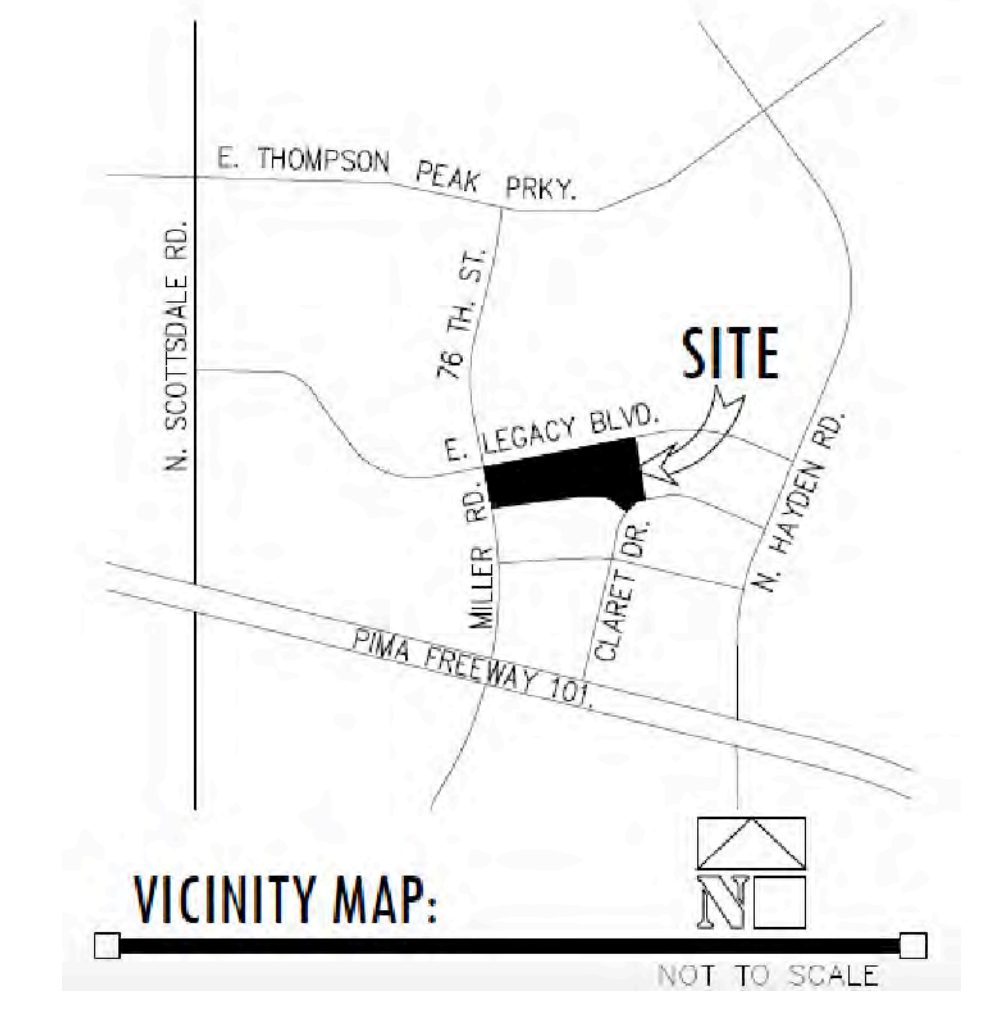 E. THOMPSON PEAK PRKY.
N. SCOTTSDALE RD.
76 TH. ST.
SITE
E. LEGACY BLVD.
N. HAYDEN RD.
MILLER RD.
CLARET DR.
PIMA FREEWAY 101.
VICINITY MAP:
N
NOT TO SCALE